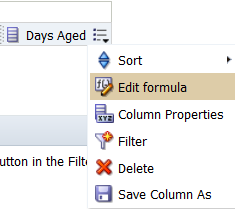 Days Aged
Sort
Edit formula
Column Properties
Filter
utton in the Filte
Delete
Save Column As